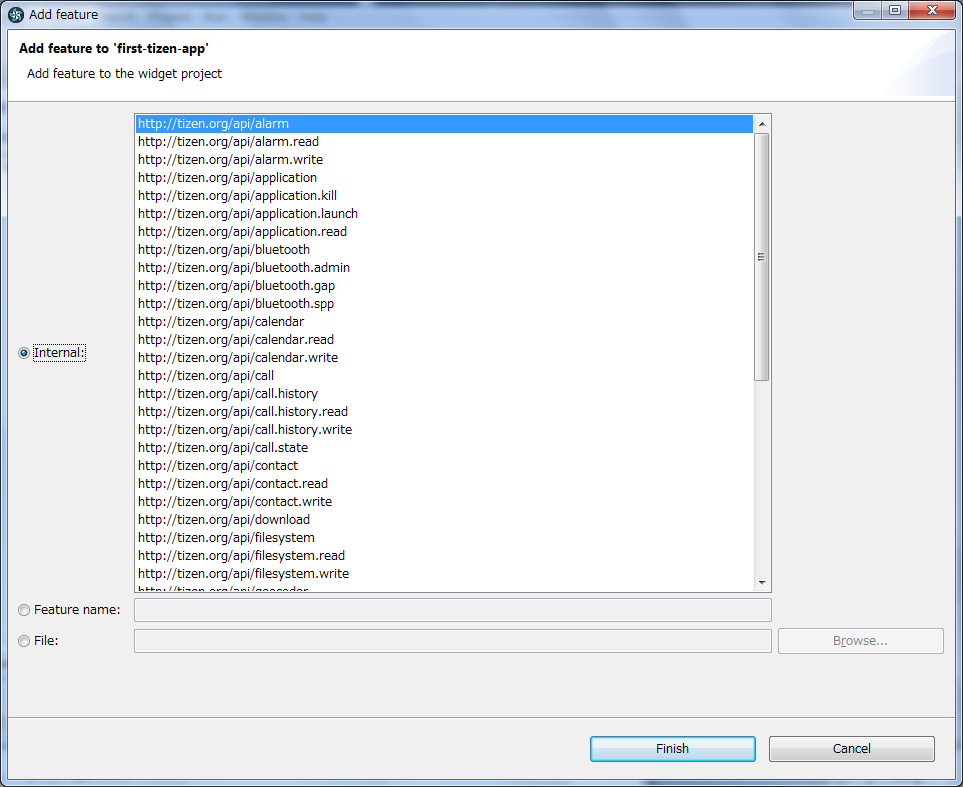 Add feature
Add feature to 'first-tizen-app'
Add feature to the widget project
http://tizen.org/api/alarm
http://tizen.org/api/alarm.read
http://tizen.org/api/alarm.write
http://tizen.org/api/application
http://tizen.org/api/application.kill
http://tizen.org/api/application.launch
http://tizen.org/api/application.read
http://tizen.org/api/bluetooth
http://tizen.org/api/bluetooth.admin
http://tizen.org/api/bluetooth.gap
http://tizen.org/api/bluetooth.spp
http://tizen.org/api/calendar
http://tizen.org/api/calendar.read
http://tizen.org/api/calendar.write
http://tizen.org/api/call
http://tizen.org/api/call.history
http://tizen.org/api/call.history.read
http://tizen.org/api/call.history.write
http://tizen.org/api/call.state
http://tizen.org/api/contact
http://tizen.org/api/contact.read
http://tizen.org/api/contact.write
http://tizen.org/api/download
http://tizen.org/api/filesystem
http://tizen.org/api/filesystem.read
http://tizen.org/api/filesystem.write
http://tizen.org/api/geocoder
Internal:
Feature name:
File:
Browse...
Finish
Cancel